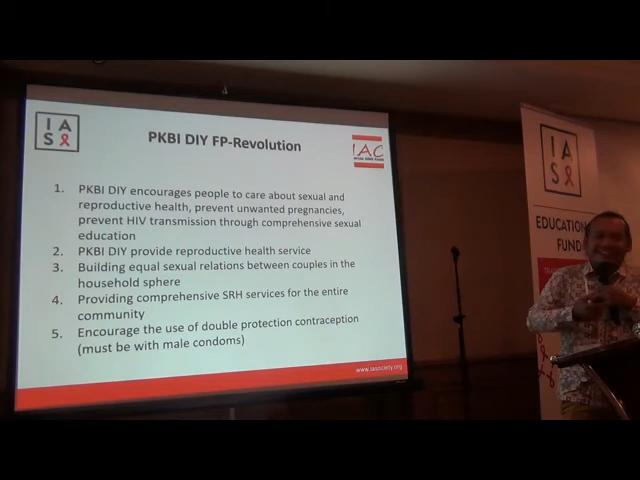 I A
S
PKBI DIY FP-Revolution
IAC
1. PKBI DIY encourages people to care about sexual and
reproductive health, prevent unwanted pregnancies,
prevent HIV transmission through comprehensive sexual
education
2. PKBI DIY provide reproductive health service
3. Building equal sexual relations between couples in the
household sphere
4. Providing comprehensive SRH services for the entire
community
5. Encourage the use of double protection contraception
(must be with male condoms)
www.iasociety.org
I A
S
EDUCATION
FUND